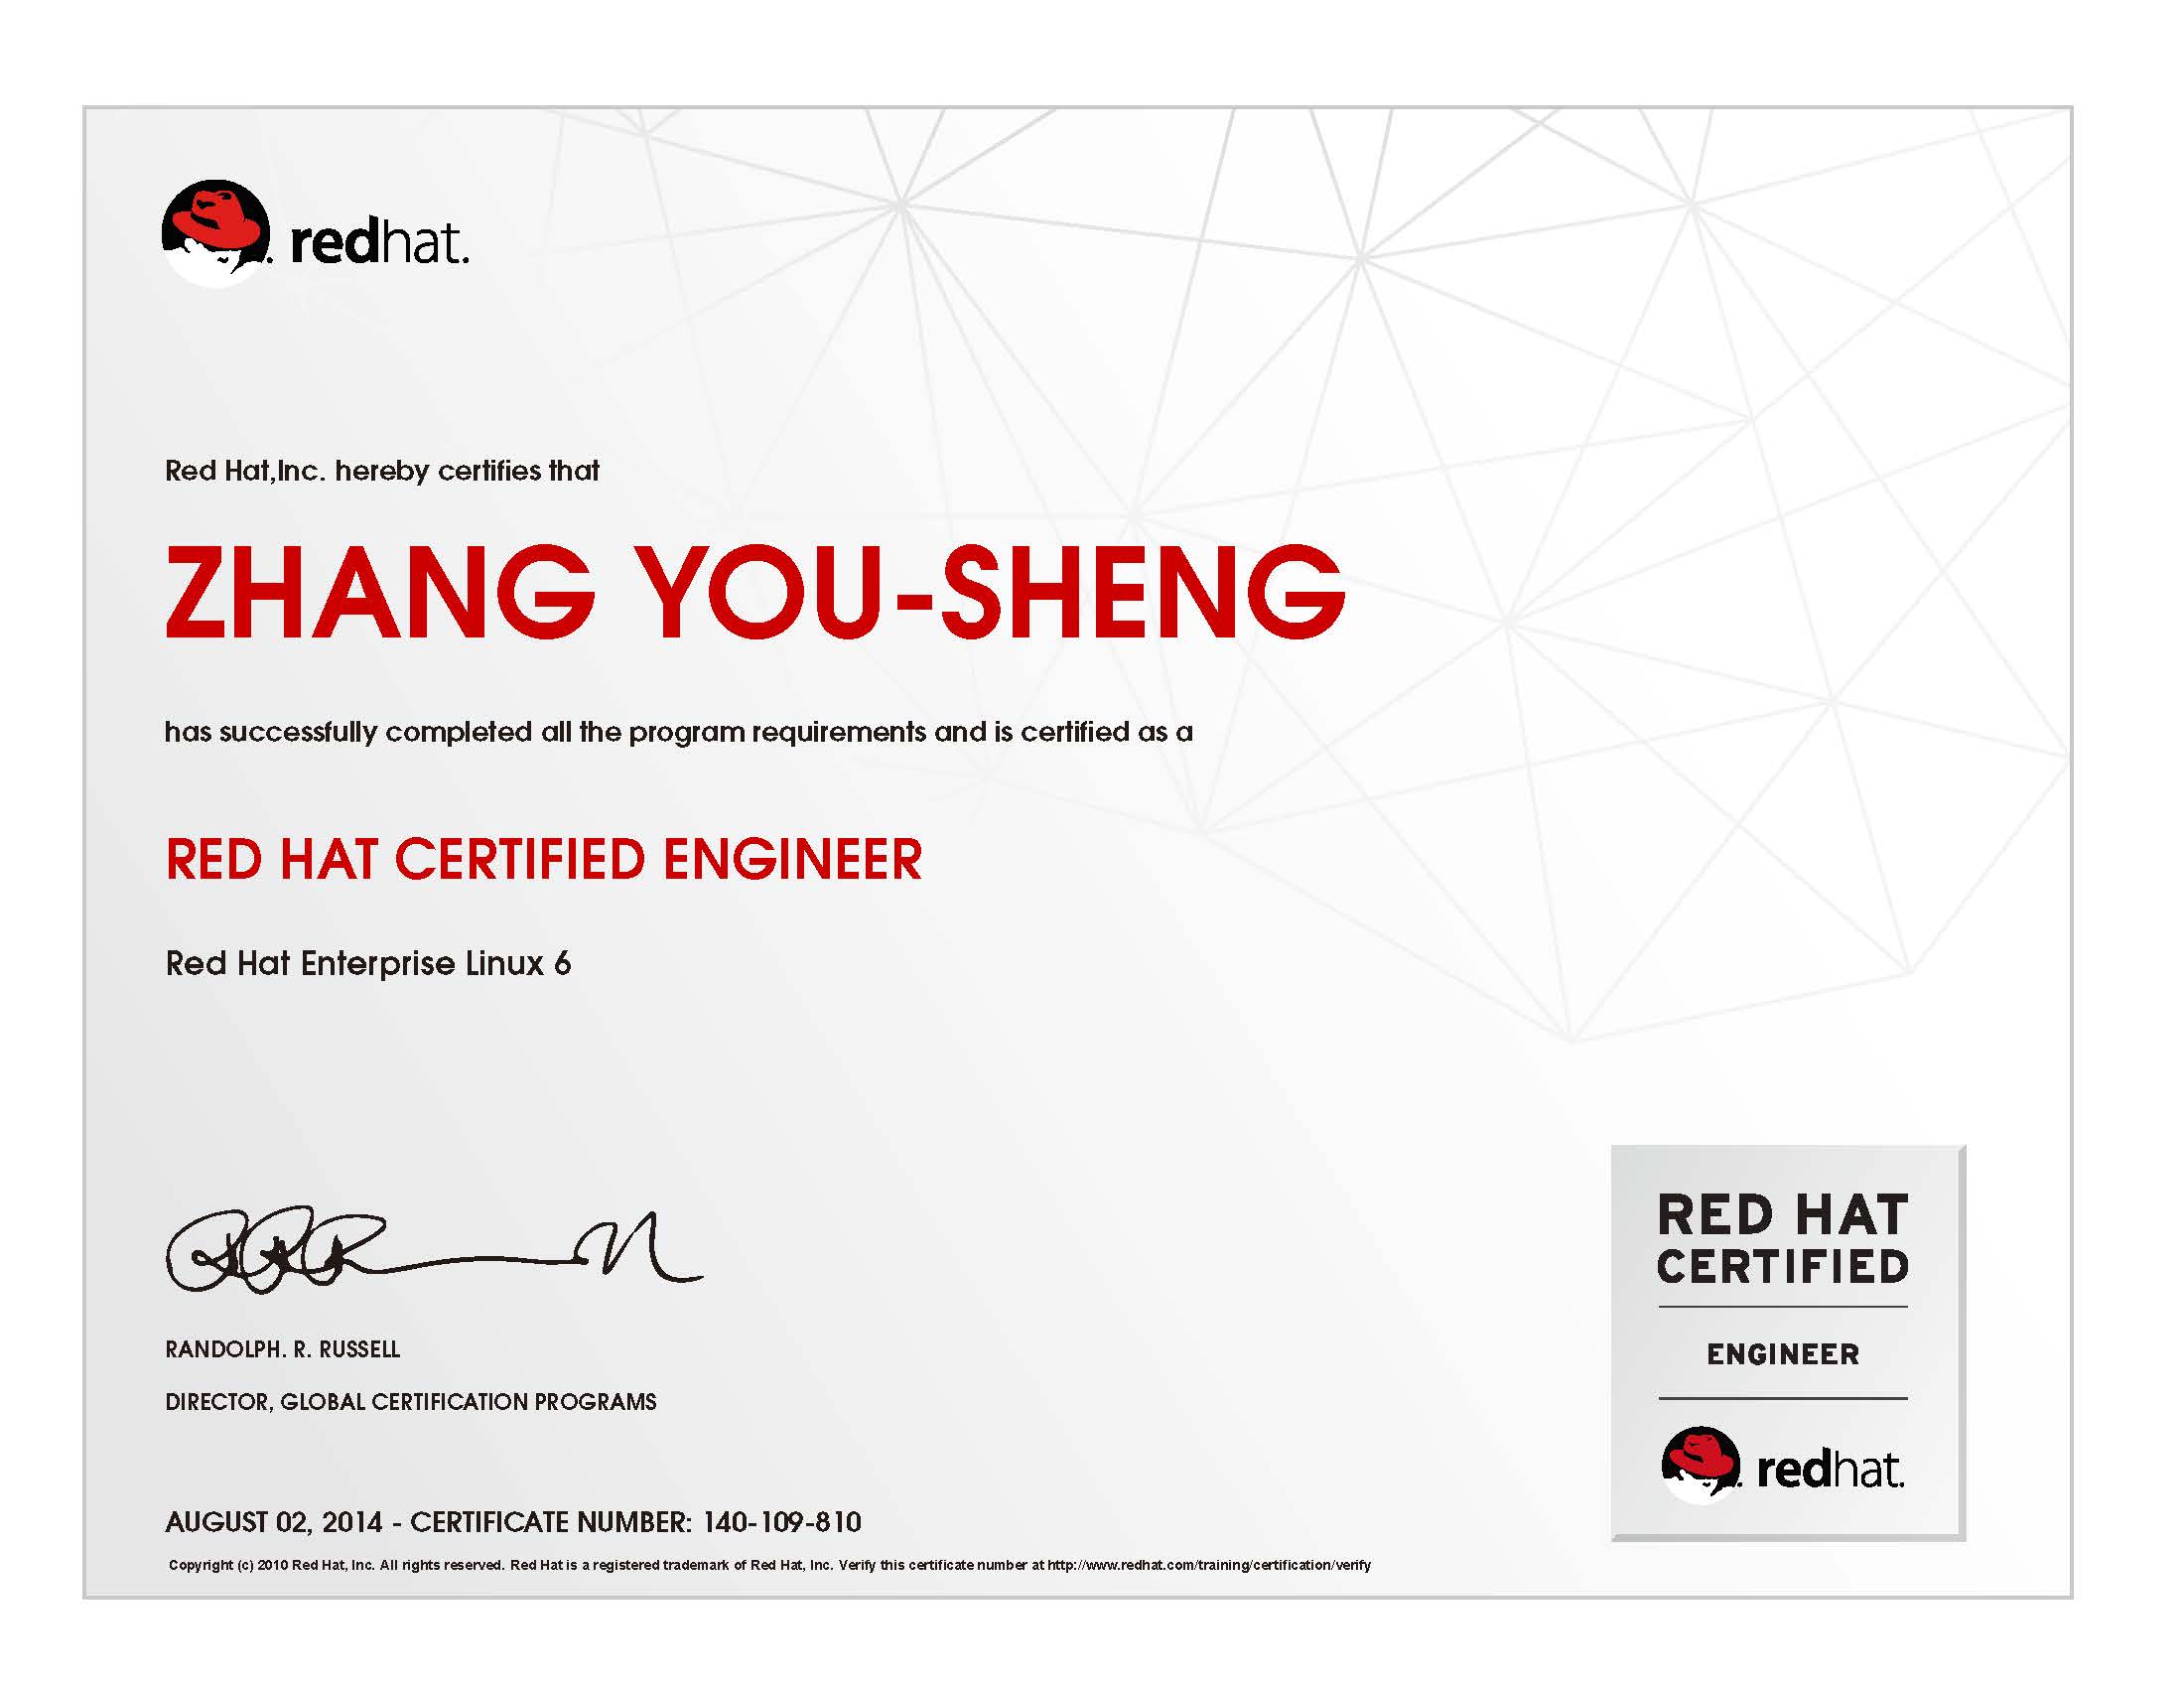 redhat.
Red Hat,Inc. hereby certifies that
ZHANG YOU-SHENG
has successfully completed all the program requirements and is certified as a
RED HAT CERTIFIED ENGINEER
Red Hat Enterprise Linux 6
RANDOLPH. R. RUSSELL
DIRECTOR, GLOBAL CERTIFICATION PROGRAMS
AUGUST 02, 2014 - CERTIFICATE NUMBER: 140-109-810
Copyright (c) 2010 Red Hat, Inc. All rights reserved. Red Hat is a registered trademark of Red Hat, Inc. Verify this certificate number at http://www.redhat.com/training/certification/verify
RED HAT
CERTIFIED
ENGINEER
redhat.